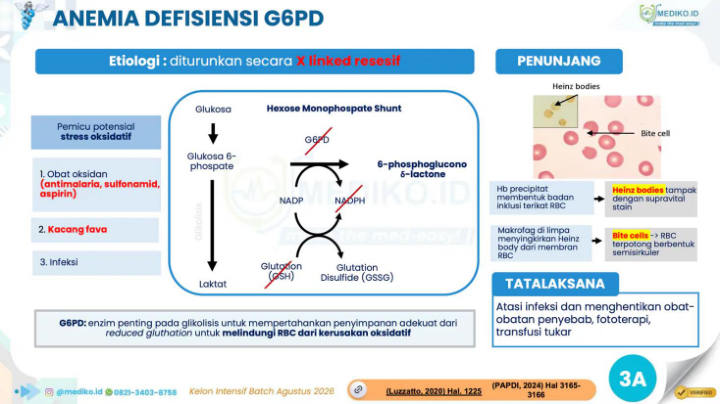 ANEMIA DEFISIENSI G6PD
MEDIKO.ID
Etiologi : diturunkan secara X linked resesif
PENUNJANG
Pemicu potensial
stress oksidatif
1. Obat oksidan
(antimalaria, sulfonamid,
aspirin)
2. Kacang fava
3. Infeksi
Glukosa
Hexose Monophospate Shunt
G6PD
Glukosa 6-
phospate
6-phosphoglucono
δ-lactone
NADP
NADPH
Glikolisis
Glutation
(GSH)
Glutation
Disulfide (GSSG)
Laktat
MEDIKO.ID
Heinz bodies
Bite cell
Hb precipitat
membentuk badan
inklusi terikat RBC
Heinz bodies tampak
dengan supravital
stain
Makrofag di limpa
menyingkirkan Heinz
body dari membran
RBC
Bite cells -> RBC
terpotong berbentuk
semisirkuler
TATALAKSANA
Atasi infeksi dan menghentikan obat-
obatan penyebab, fototerapi,
transfusi tukar
G6PD: enzim penting pada glikolisis untuk mempertahankan penyimpanan adekuat dari
reduced gluthation untuk melindungi RBC dari kerusakan oksidatif
3A
@mediko.id 0821-3403-8758
Kelon Intensif Batch Agustus 2026
(Luzzatto, 2020) Hal. 1225
(PAPDI, 2024) Hal 3165-
3166
VERIFIED